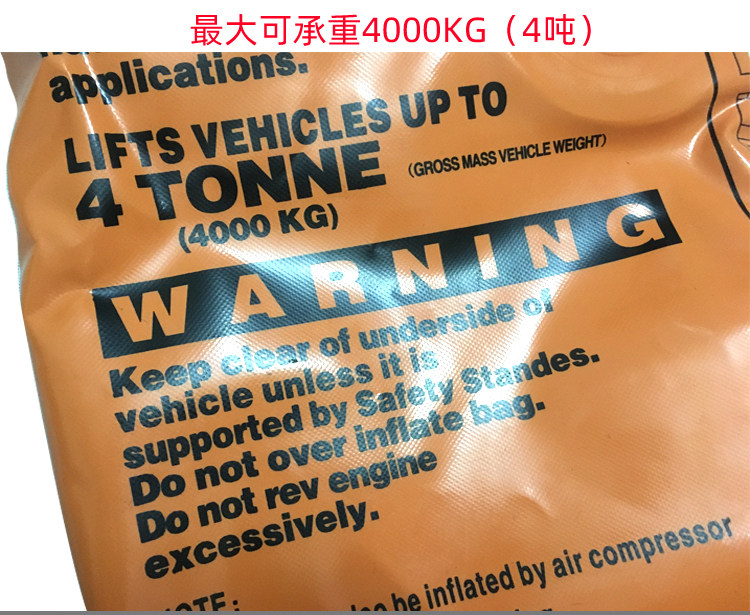 最大可承重4000KG（4吨）
applications.
LIFTS VEHICLES UP TO
4 TONNE (GROSS MASS VEHICLE WEIGHT)
(4000 KG)
WARNING
Keep clear of underside of
vehicle unless it is
supported by Safety Standes.
Do not over inflate bag.
Do not rev engine
excessively.
be inflated by air compressor